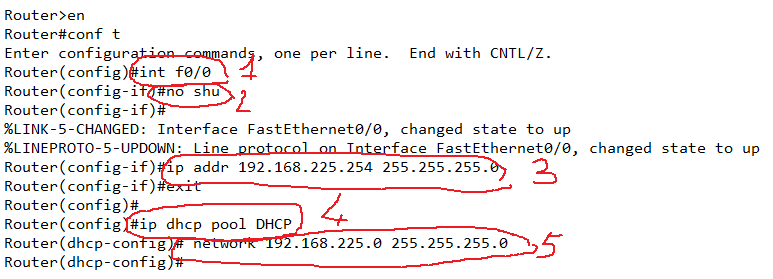 Router>en
Router#conf t
Enter configuration commands, one per line.  End with CNTL/Z.
Router(config)#int f0/0 1
Router(config-if)#no shu 2
Router(config-if)#
%LINK-5-CHANGED: Interface FastEthernet0/0, changed state to up
%LINEPROTO-5-UPDOWN: Line protocol on Interface FastEthernet0/0, changed state to up
Router(config-if)#ip addr 192.168.225.254 255.255.255.0 3
Router(config-if)#exit
Router(config)#
Router(config)#ip dhcp pool DHCP 4
Router(dhcp-config)# network 192.168.225.0 255.255.255.0 5
Router(dhcp-config)#